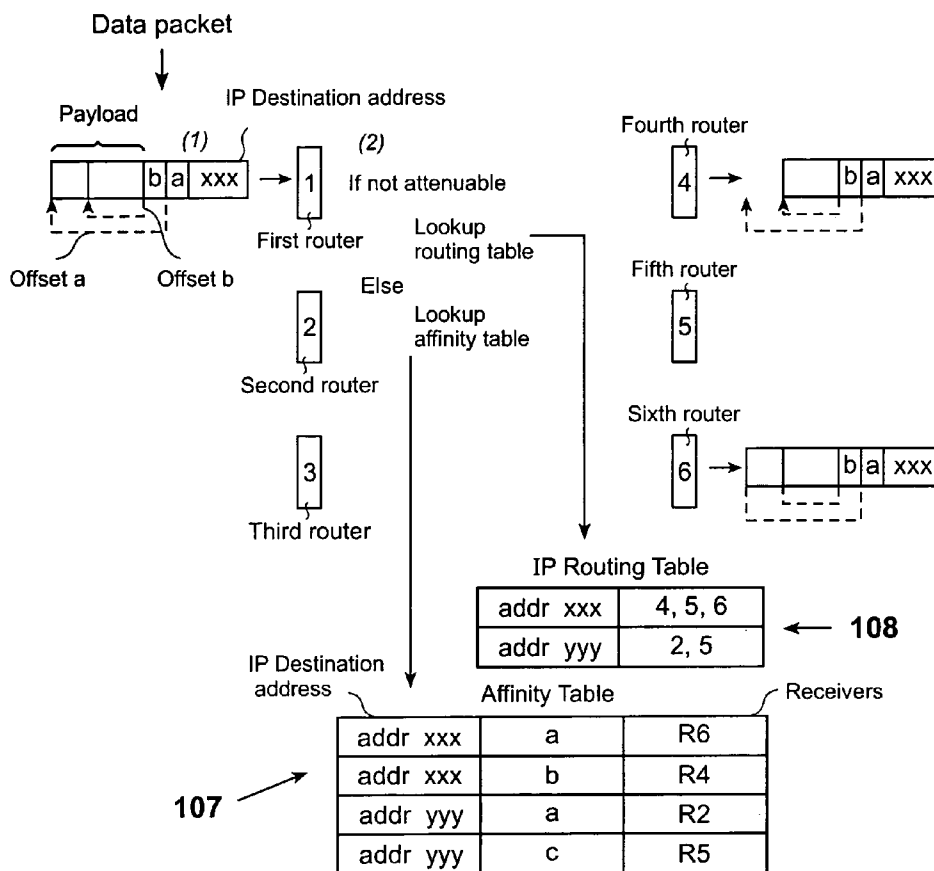 Data packet
IP Destination address
Payload
(1)
(2)
b a xxx
1
If not attenuable
First router
Lookup
routing table
Offset a
Offset b
Else
Lookup
affinity table
2
Second router
3
Third router
Fourth router
4
b a xxx
Fifth router
5
Sixth router
6
b a xxx
IP Routing Table
addr xxx 4, 5, 6
addr yyy 2, 5
108
IP Destination
address
Affinity Table
Receivers
addr xxx a R6
addr xxx b R4
addr yyy a R2
addr yyy c R5
107